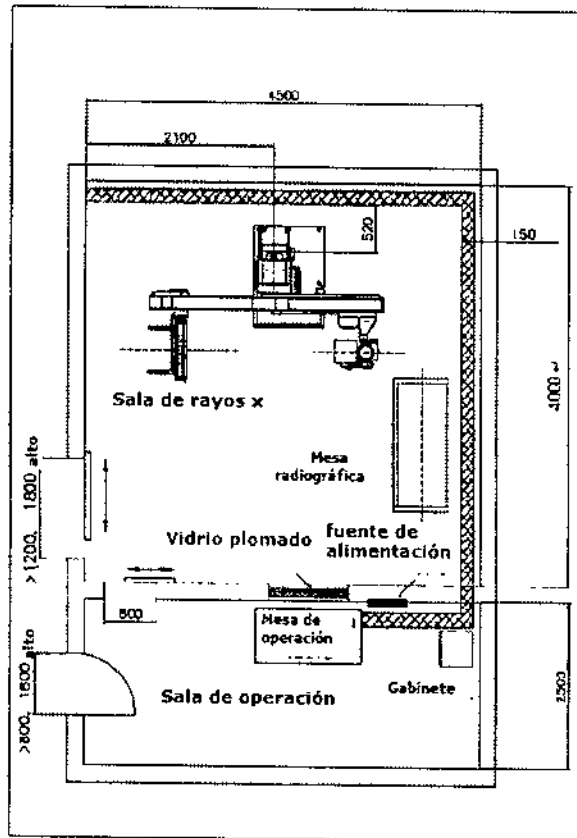 4500
2100
520
150
4000
Sala de rayos x
Mesa
radiográfica
>1200, 1800 alto
Vidrio plomado
fuente de
alimentación
800
Mesa de
operación
>800, 1600 alto
Sala de operación
Gabinete
2500